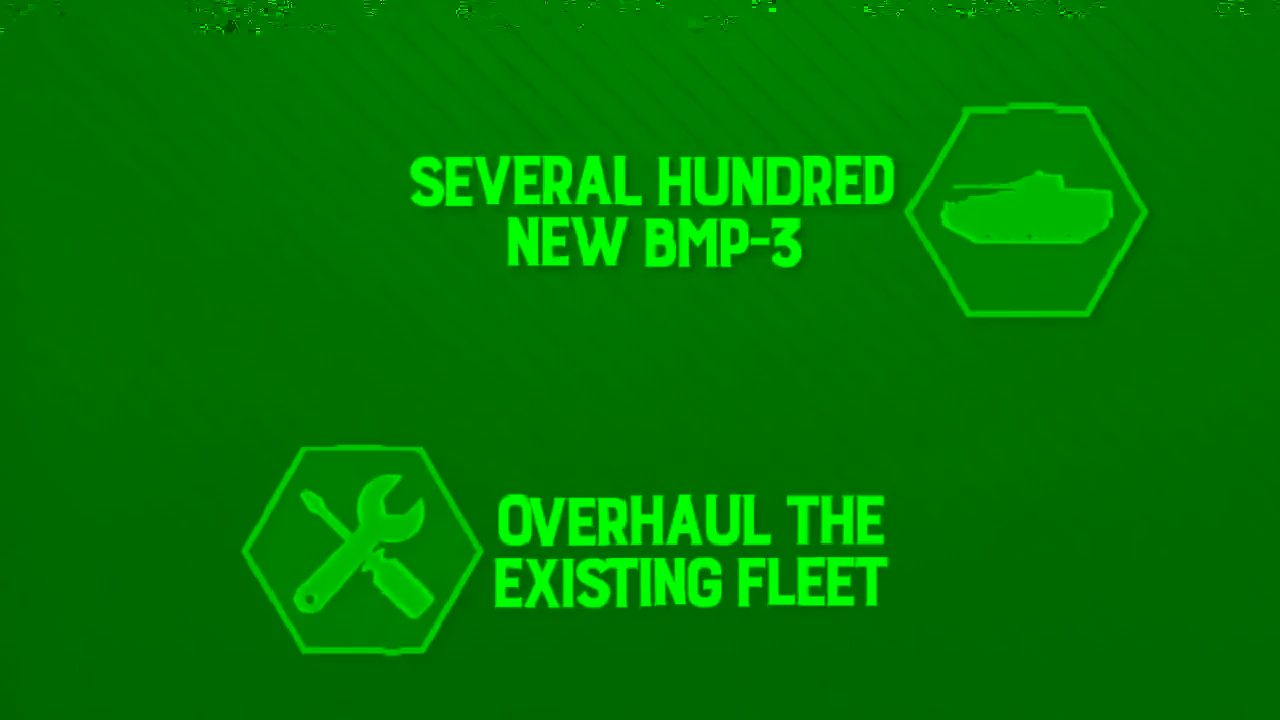 SEVERAL HUNDRED
NEW BMP-3
OVERHAUL THE
EXISTING FLEET